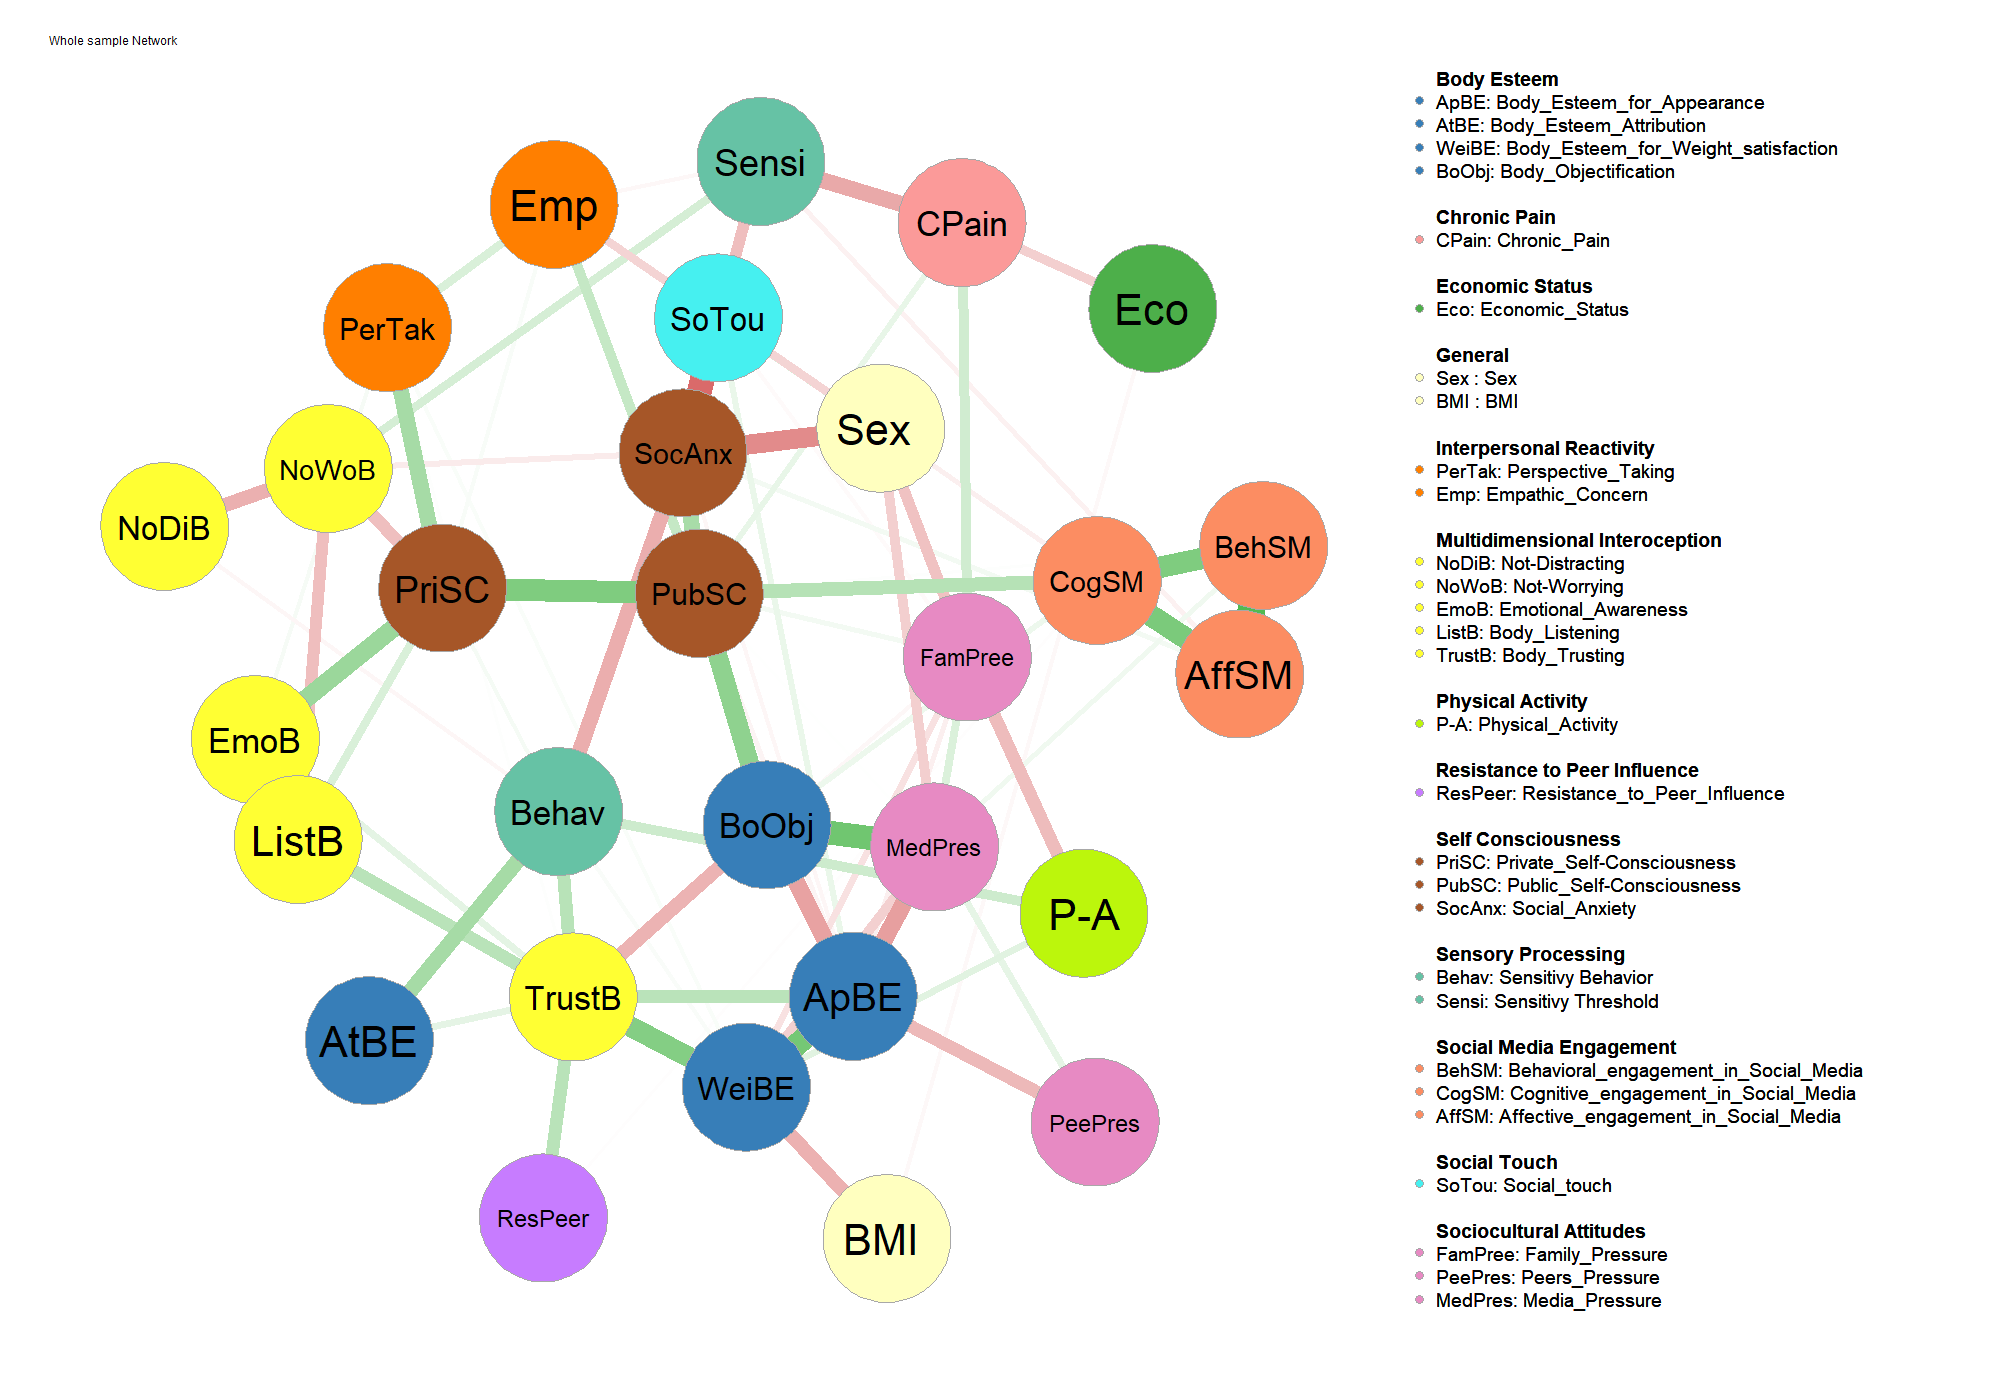 Whole sample Network
Sensi
Emp
CPain
Eco
SoTou
PerTak
Sex
SocAnx
NoWoB
NoDiB
BehSM
CogSM
PriSC
PubSC
FamPree
AffSM
EmoB
Behav
BoObj
ListB
MedPres
P-A
TrustB
ApBE
AtBE
WeiBE
PeePres
ResPeer
BMI
Body Esteem
ApBE: Body_Esteem_for_Appearance
AtBE: Body_Esteem_Attribution
WeiBE: Body_Esteem_for_Weight_satisfaction
BoObj: Body_Objectification
Chronic Pain
CPain: Chronic_Pain
Economic Status
Eco: Economic_Status
General
Sex : Sex
BMI : BMI
Interpersonal Reactivity
PerTak: Perspective_Taking
Emp: Empathic_Concern
Multidimensional Interoception
NoDiB: Not-Distracting
NoWoB: Not-Worrying
EmoB: Emotional_Awareness
ListB: Body_Listening
TrustB: Body_Trusting
Physical Activity
P-A: Physical_Activity
Resistance to Peer Influence
ResPeer: Resistance_to_Peer_Influence
Self Consciousness
PriSC: Private_Self-Consciousness
PubSC: Public_Self-Consciousness
SocAnx: Social_Anxiety
Sensory Processing
Behav: Sensitivy Behavior
Sensi: Sensitivy Threshold
Social Media Engagement
BehSM: Behavioral_engagement_in_Social_Media
CogSM: Cognitive_engagement_in_Social_Media
AffSM: Affective_engagement_in_Social_Media
Social Touch
SoTou: Social_touch
Sociocultural Attitudes
FamPree: Family_Pressure
PeePres: Peers_Pressure
MedPres: Media_Pressure